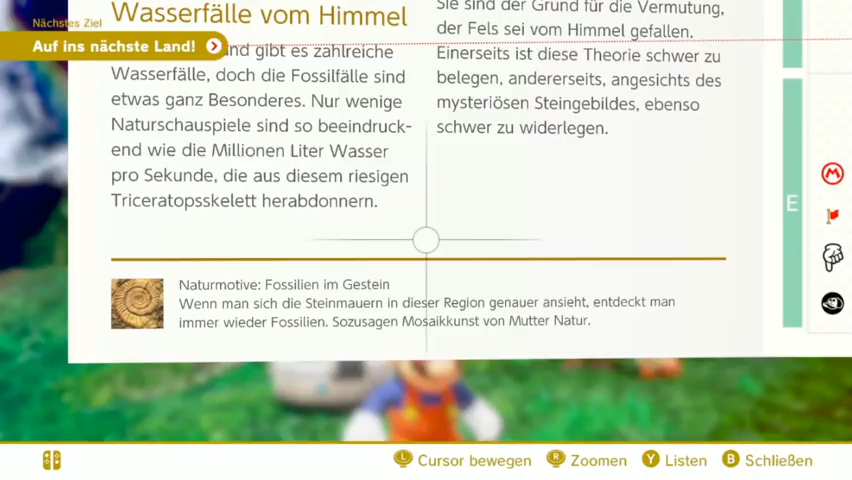 Nächstes Ziel
Auf ins nächste Land!
Wasserfälle vom Himmel
nd gibt es zahlreiche
Wasserfälle, doch die Fossilfälle sind
etwas ganz Besonderes. Nur wenige
Naturschauspiele sind so beeindruck-
end wie die Millionen Liter Wasser
pro Sekunde, die aus diesem riesigen
Triceratopsskelett herabdonnern.
Sie sind der Grund für die Vermutung,
der Fels sei vom Himmel gefallen.
Einerseits ist diese Theorie schwer zu
belegen, andererseits, angesichts des
mysteriösen Steingebildes, ebenso
schwer zu widerlegen.
E
Naturmotive: Fossilien im Gestein
Wenn man sich die Steinmauern in dieser Region genauer ansieht, entdeckt man
immer wieder Fossilien. Sozusagen Mosaikkunst von Mutter Natur.
L Cursor bewegen R Zoomen Y Listen B Schließen